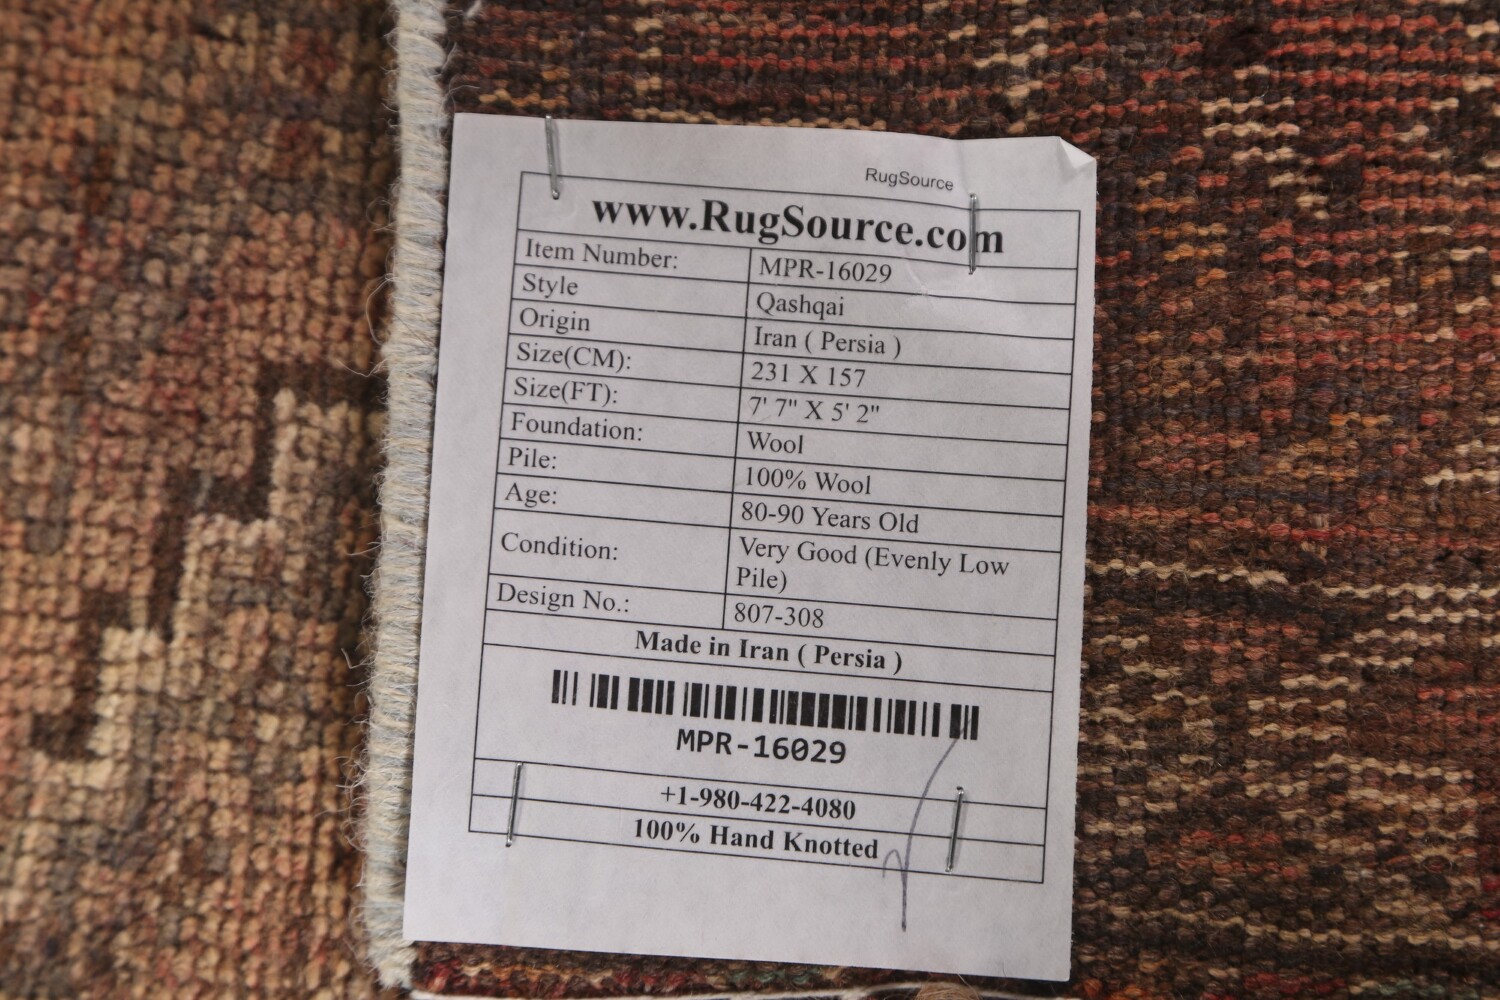 RugSource
www.RugSource.com
Item Number: MPR-16029
Style Qashqai
Origin Iran ( Persia )
Size(CM): 231 X 157
Size(FT): 7' 7" X 5' 2"
Foundation: Wool
Pile: 100% Wool
Age: 80-90 Years Old
Condition: Very Good (Evenly Low
Pile)
Design No.: 807-308
Made in Iran ( Persia )
MPR-16029
+1-980-422-4080
100% Hand Knotted